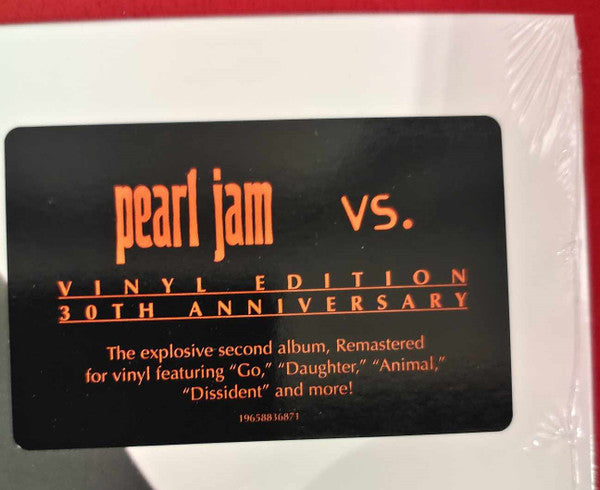 pearl jam vs.
VINYL EDITION
30TH ANNIVERSARY
The explosive second album, Remastered
for vinyl featuring “Go,” “Daughter,” “Animal,”
“Dissident” and more!
19658836871